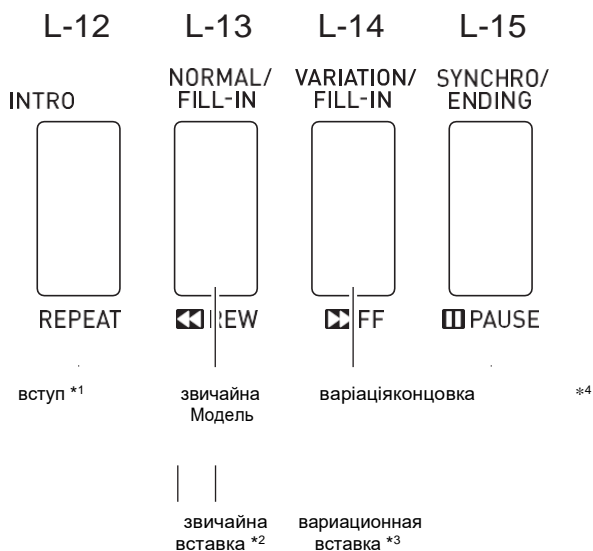 L-12 L-13 L-14 L-15
INTRO
NORMAL/
FILL-IN
VARIATION/
FILL-IN
SYNCHRO/
ENDING
REPEAT
REW
FF
PAUSE
вступ *1
звичайна
Модель
варіаціяконцовка
*4
звичайна
вставка *2
вариационная
вставка *3